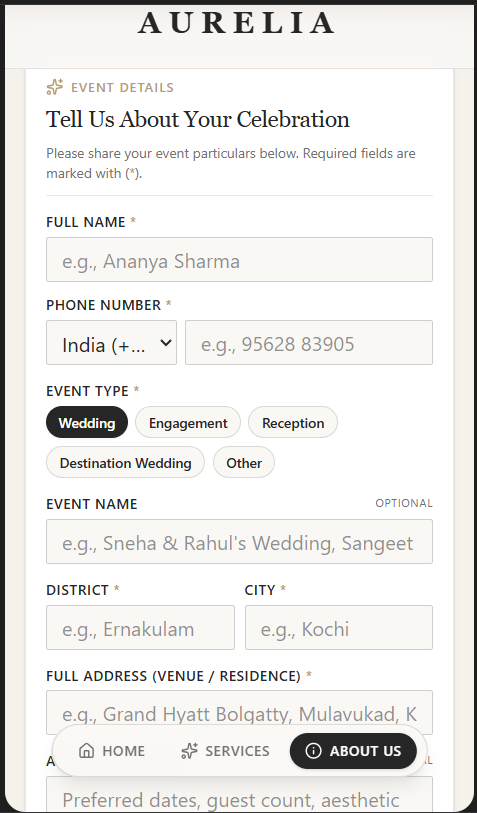 AURELIA
EVENT DETAILS
Tell Us About Your Celebration
Please share your event particulars below. Required fields are
marked with (*).
FULL NAME *
e.g., Ananya Sharma
PHONE NUMBER *
India (+... e.g., 95628 83905
EVENT TYPE *
Wedding Engagement Reception
Destination Wedding Other
EVENT NAME OPTIONAL
e.g., Sneha & Rahul's Wedding, Sangeet
DISTRICT * CITY *
e.g., Ernakulam e.g., Kochi
FULL ADDRESS (VENUE / RESIDENCE) *
e.g., Grand Hyatt Bolgatty, Mulavukad, K
HOME SERVICES ABOUT US
Preferred dates, guest count, aesthetic